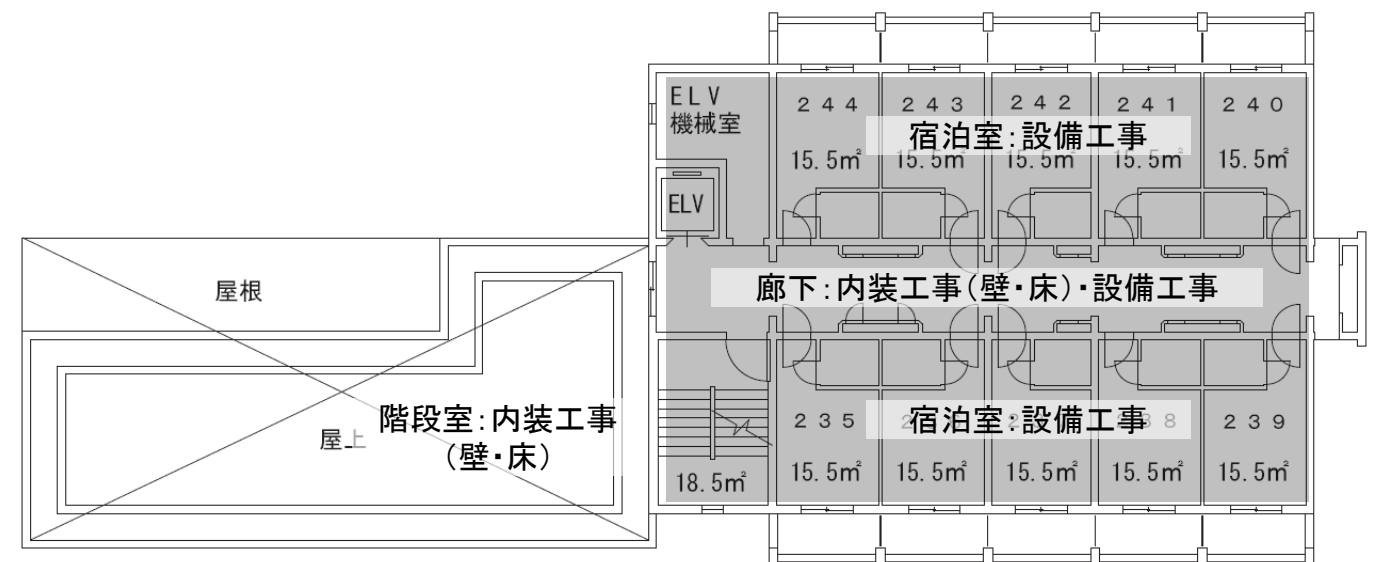 ELV
機械室
244
243
242
241
240
宿泊室:設備工事
15.5㎡
15.5㎡
15.5㎡
15.5㎡
15.5㎡
ELV
屋根
廊下:内装工事(壁・床)・設備工事
階段室:内装工事
(壁・床)
屋上
235
宿泊室:設備工事
239
18.5㎡
15.5㎡
15.5㎡
15.5㎡
15.5㎡
15.5㎡